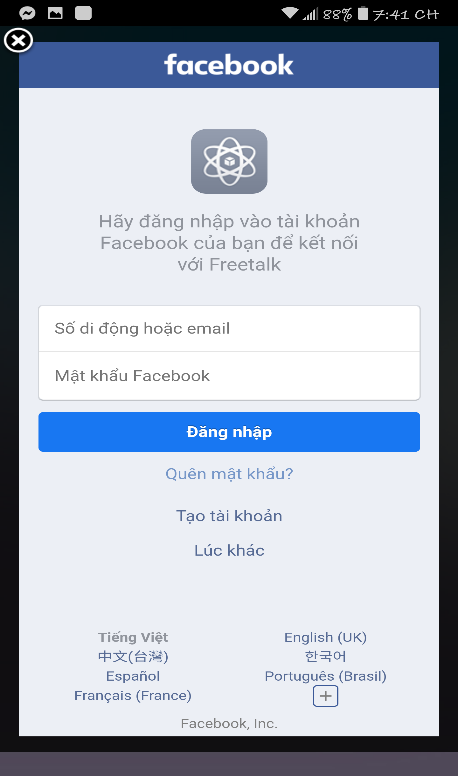 88% 7:41 CH
facebook
Hãy đăng nhập vào tài khoản
Facebook của bạn để kết nối
với Freetalk
Số di động hoặc email
Mật khẩu Facebook
Đăng nhập
Quên mật khẩu?
Tạo tài khoản
Lúc khác
Tiếng Việt
English (UK)
中文(台灣)
한국어
Español
Português (Brasil)
Français (France)
Facebook, Inc.